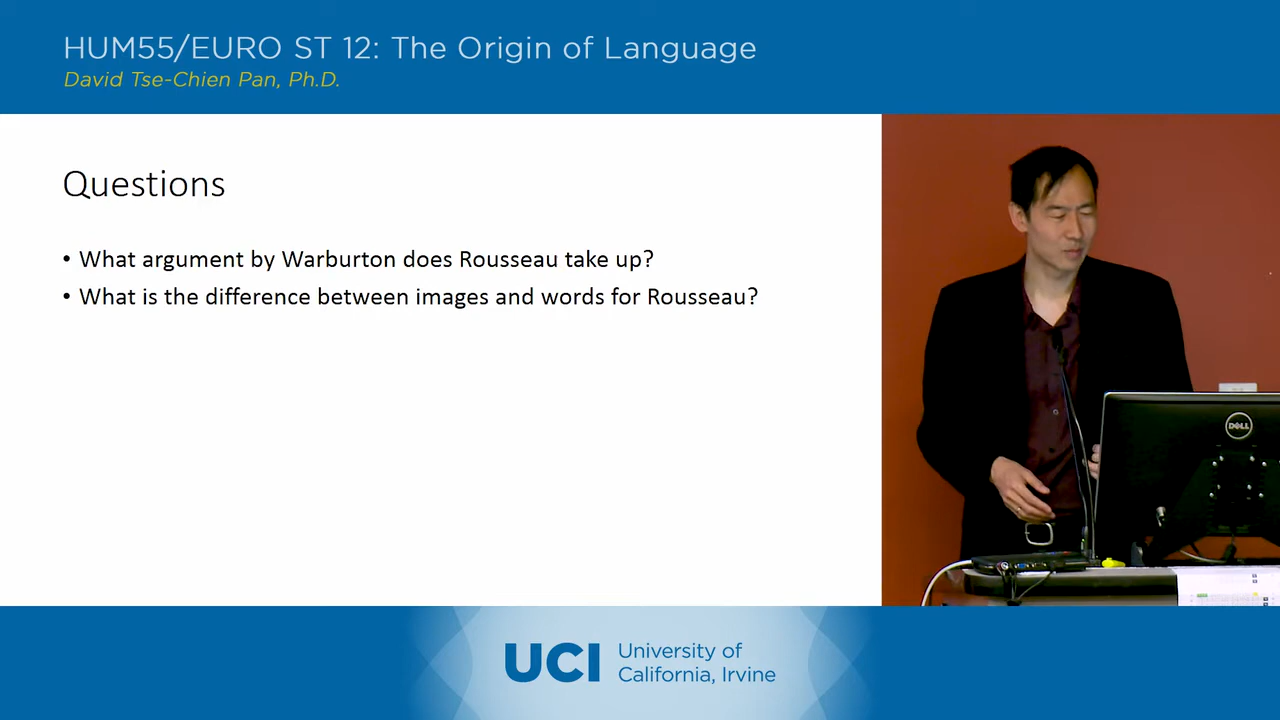 HUM55/EURO ST 12: The Origin of Language
David Tse-Chien Pan, Ph.D.
Questions
• What argument by Warburton does Rousseau take up?
• What is the difference between images and words for Rousseau?
DELL
UCI University of
California, Irvine